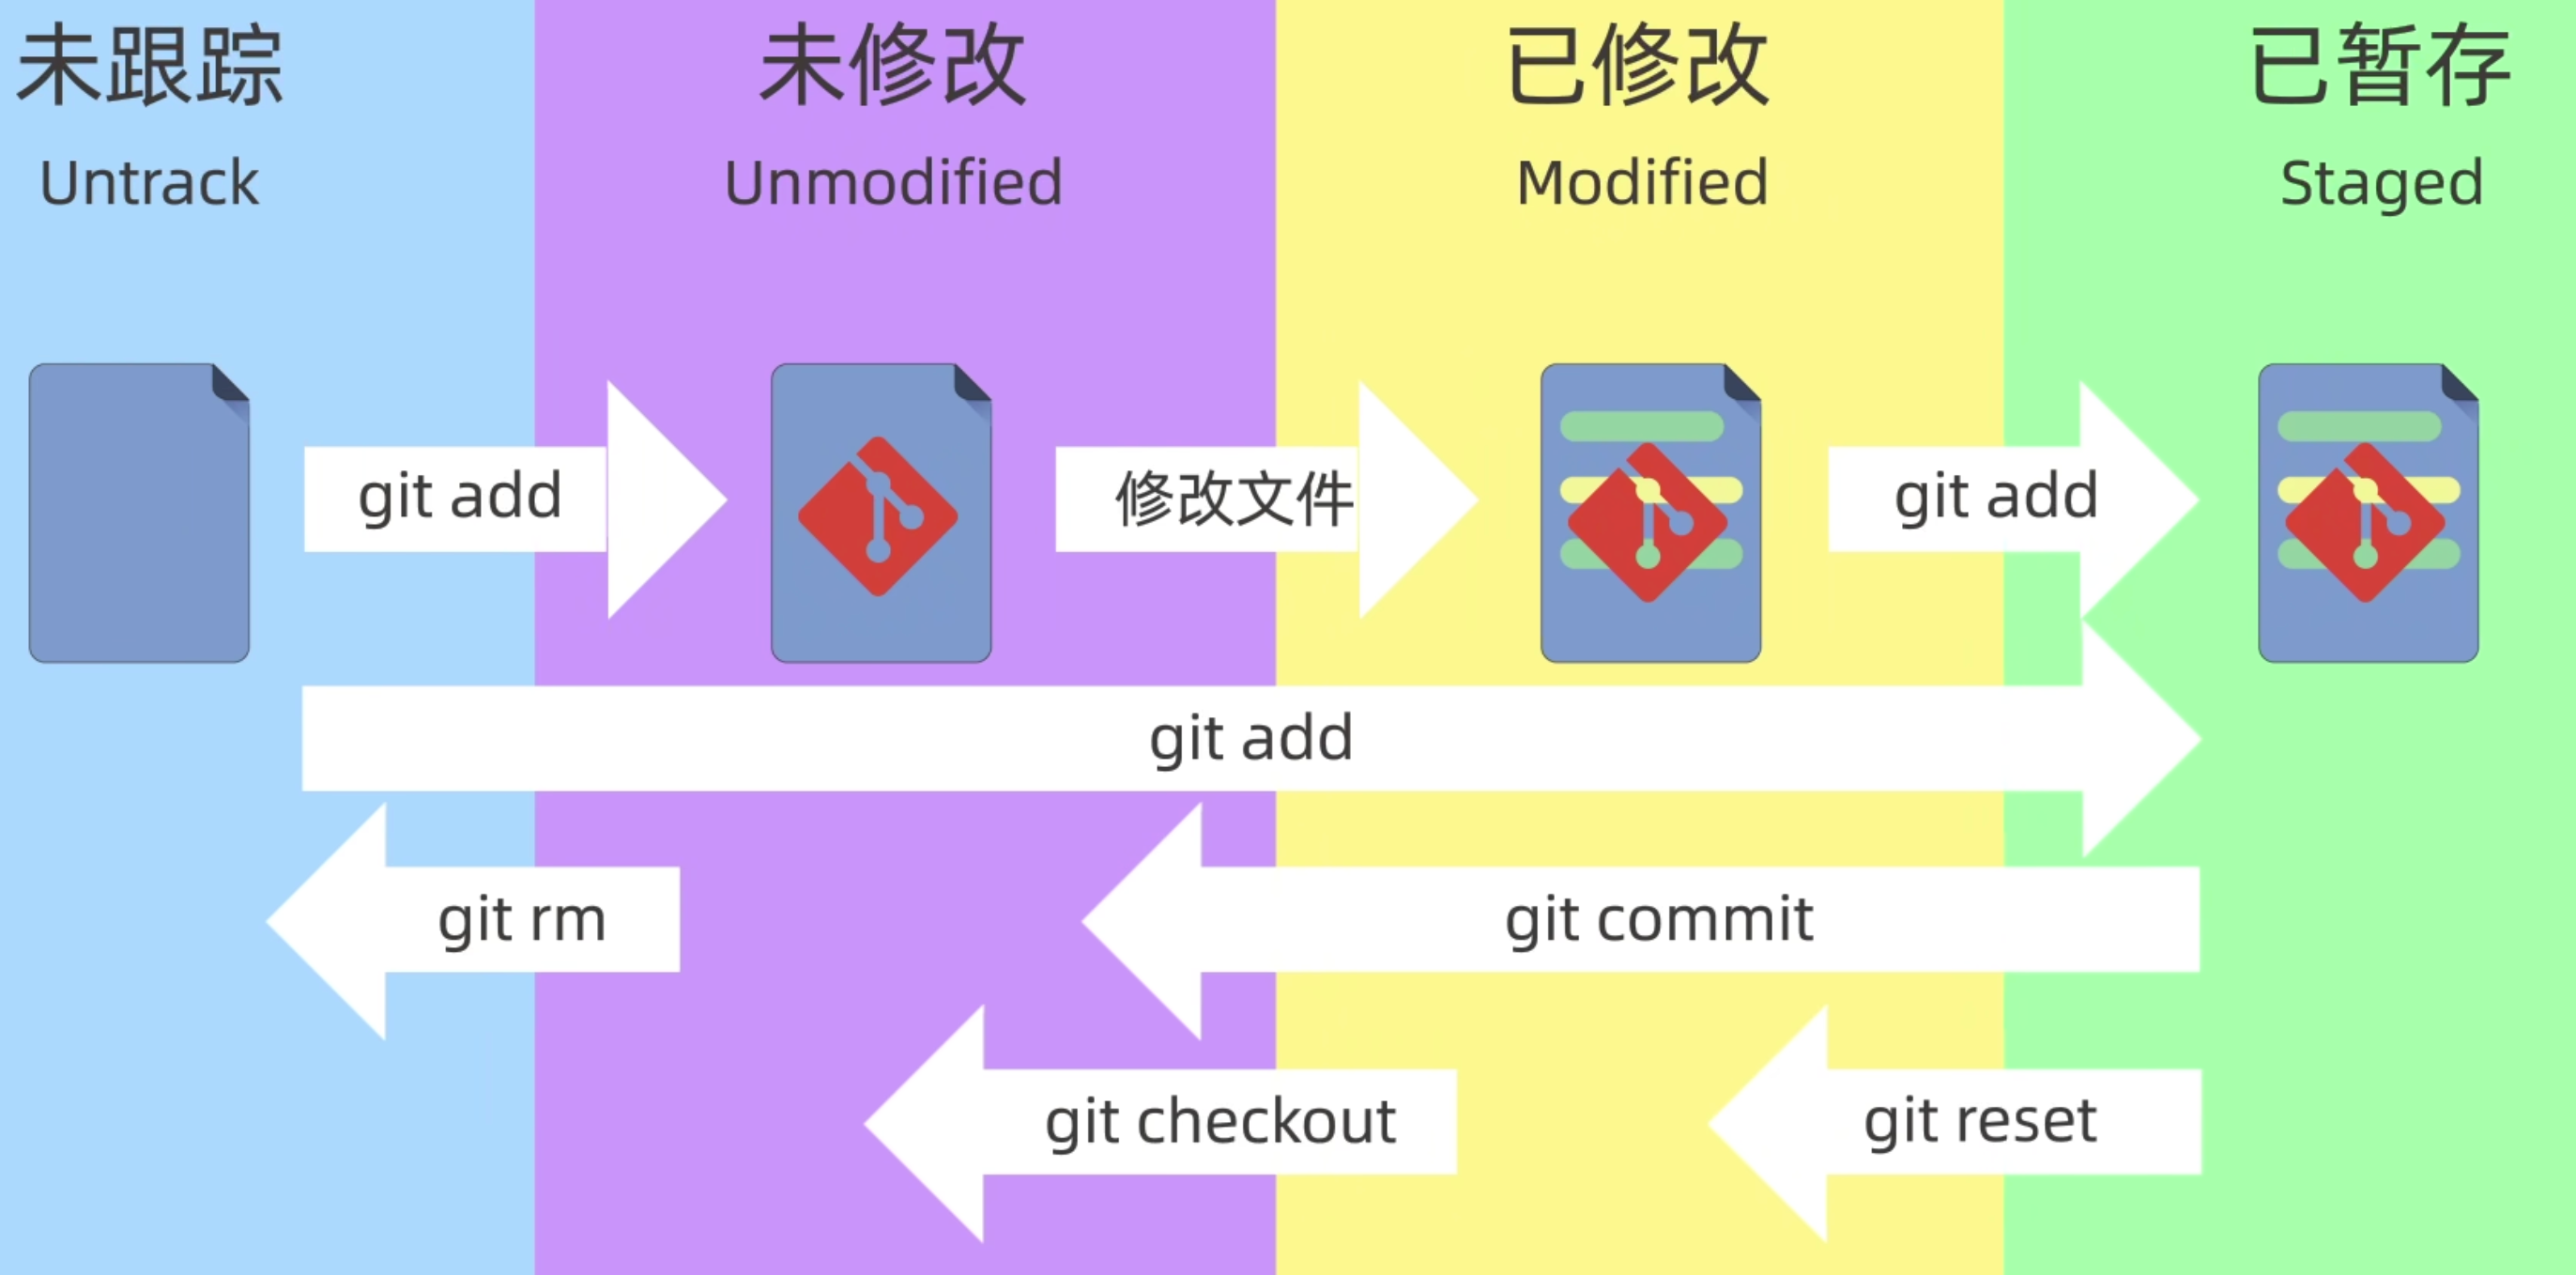 未跟踪
Untrack
未修改
Unmodified
已修改
Modified
已暂存
Staged
git add
修改文件
git add
git add
git rm
git commit
git checkout
git reset